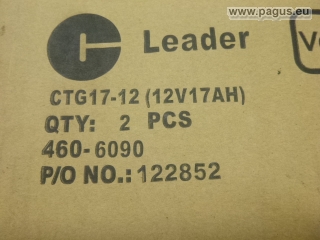 www.pagus.eu
Leader
CTG17-12 (12V17AH)
QTY: 2 PCS
460-6090
P/O NO.: 122852